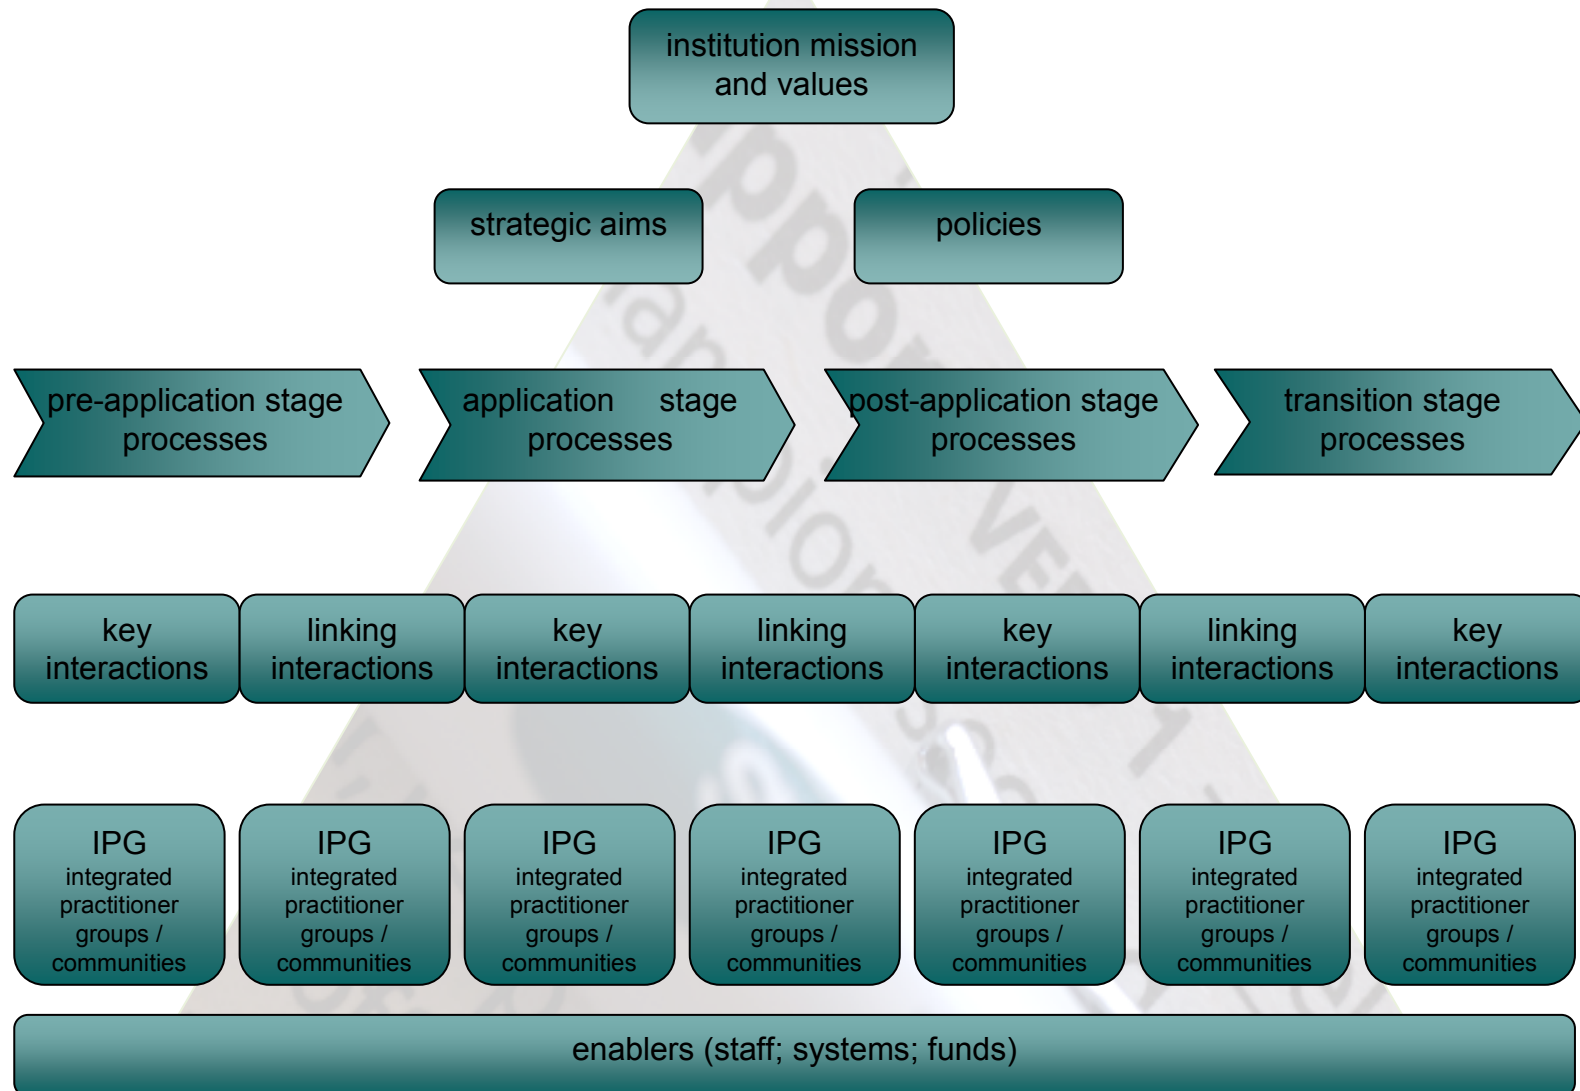 institution mission
and values
strategic aims
policies
pre-application stage
processes
application stage
processes
post-application stage
processes
transition stage
processes
key
interactions
linking
interactions
key
interactions
linking
interactions
key
interactions
linking
interactions
key
interactions
IPG
integrated
practitioner
groups /
communities
IPG
integrated
practitioner
groups /
communities
IPG
integrated
practitioner
groups /
communities
IPG
integrated
practitioner
groups /
communities
IPG
integrated
practitioner
groups /
communities
IPG
integrated
practitioner
groups /
communities
IPG
integrated
practitioner
groups /
communities
enablers (staff; systems; funds)